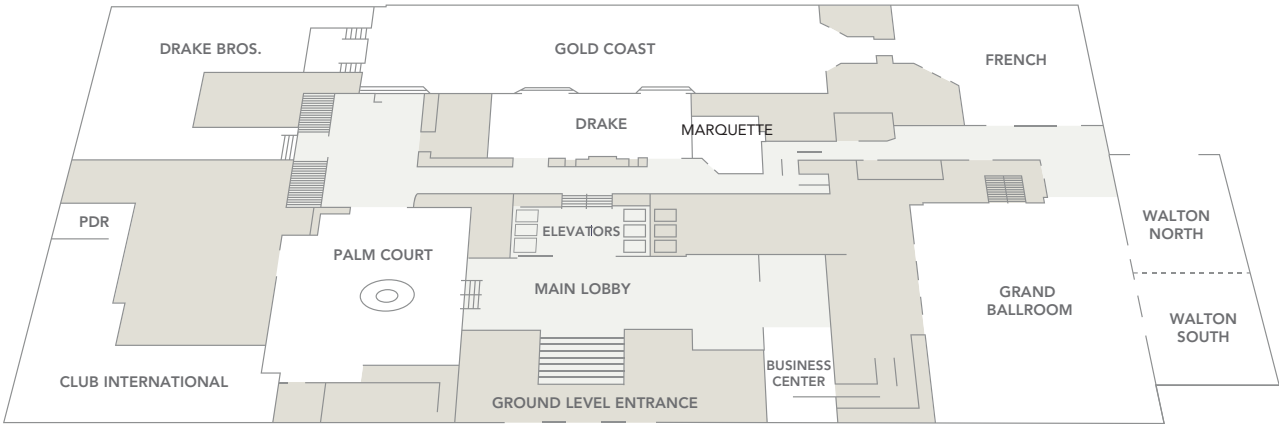 DRAKE BROS.
GOLD COAST
FRENCH
DRAKE
MARQUETTE
PDR
PALM COURT
ELEVATORS
WALTON
NORTH
MAIN LOBBY
GRAND
BALLROOM
WALTON
SOUTH
CLUB INTERNATIONAL
BUSINESS
CENTER
GROUND LEVEL ENTRANCE